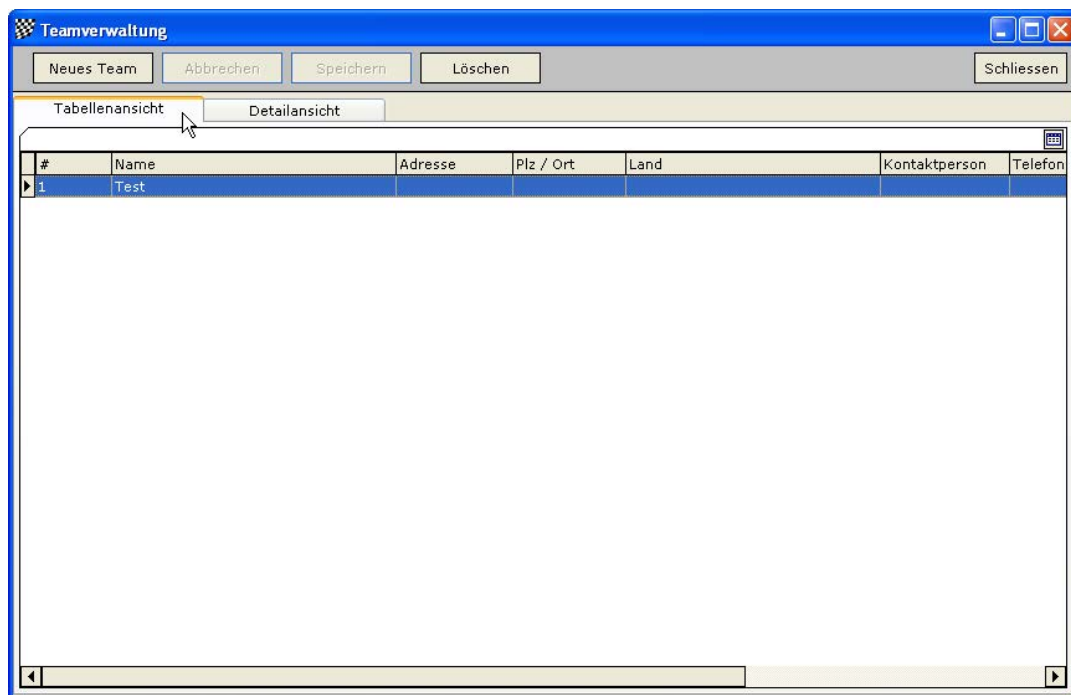 Teamverwaltung
Neues Team Abbrechen Speichern Löschen Schliessen
Tabellenansicht Detailansicht
# Name Adresse Plz / Ort Land Kontaktperson Telefon
1 Test